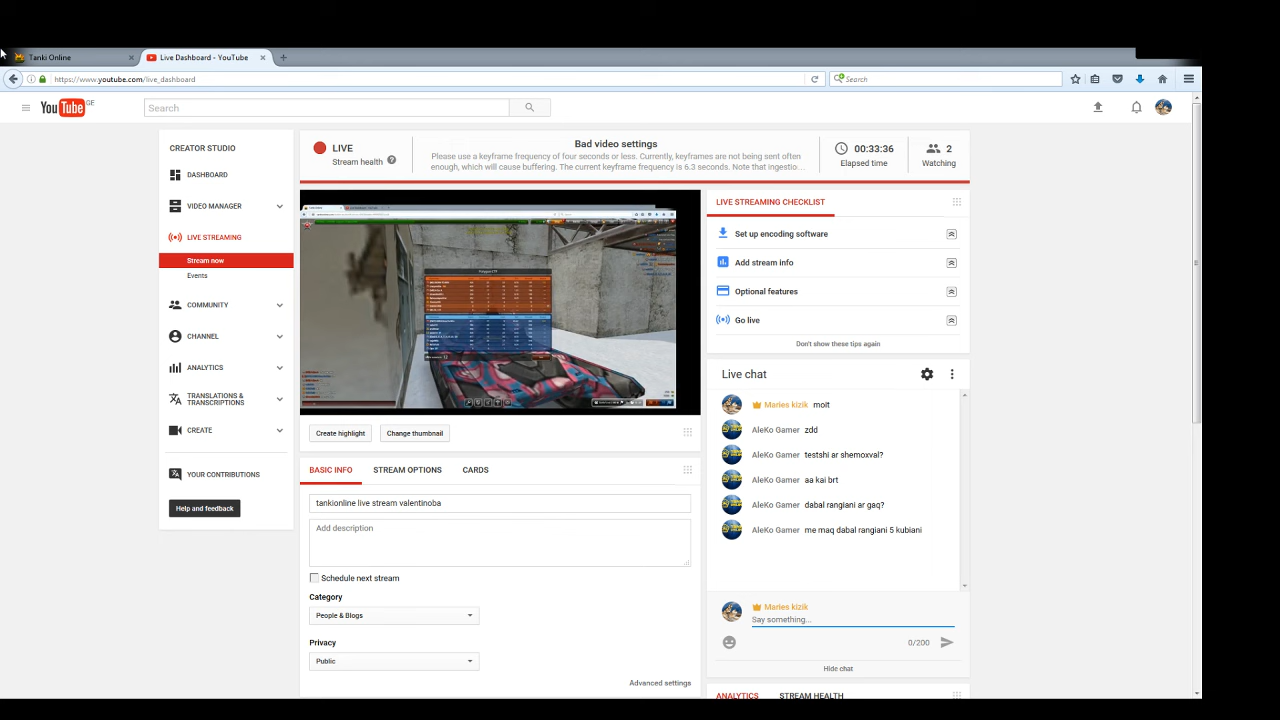 Tanki Online
Live Dashboard - YouTube
https://www.youtube.com/live_dashboard
Search
YouTube GE
Search
CREATOR STUDIO
DASHBOARD
VIDEO MANAGER
LIVE STREAMING
Stream now
Events
COMMUNITY
CHANNEL
ANALYTICS
TRANSLATIONS &
TRANSCRIPTIONS
CREATE
YOUR CONTRIBUTIONS
Help and feedback
LIVE
Stream health
Bad video settings
Please use a keyframe frequency of four seconds or less. Currently, keyframes are not being sent often
enough, which will cause buffering. The current keyframe frequency is 6.3 seconds. Note that ingestio...
00:33:36
Elapsed time
2
Watching
Create highlight
Change thumbnail
BASIC INFO
STREAM OPTIONS
CARDS
tankionline live stream valentinoba
Add description
Schedule next stream
Category
People & Blogs
Privacy
Public
Advanced settings
LIVE STREAMING CHECKLIST
Set up encoding software
Add stream info
Optional features
Go live
Don't show these tips again
Live chat
Maries kizik moit
AleKo Gamer zdd
AleKo Gamer testshi ar shemoxval?
AleKo Gamer aa kai brt
AleKo Gamer dabal rangiani ar gaq?
AleKo Gamer me maq dabal rangiani 5 kubiani
Maries kizik
Say something...
0/200
Hide chat
ANALYTICS
STREAM HEALTH